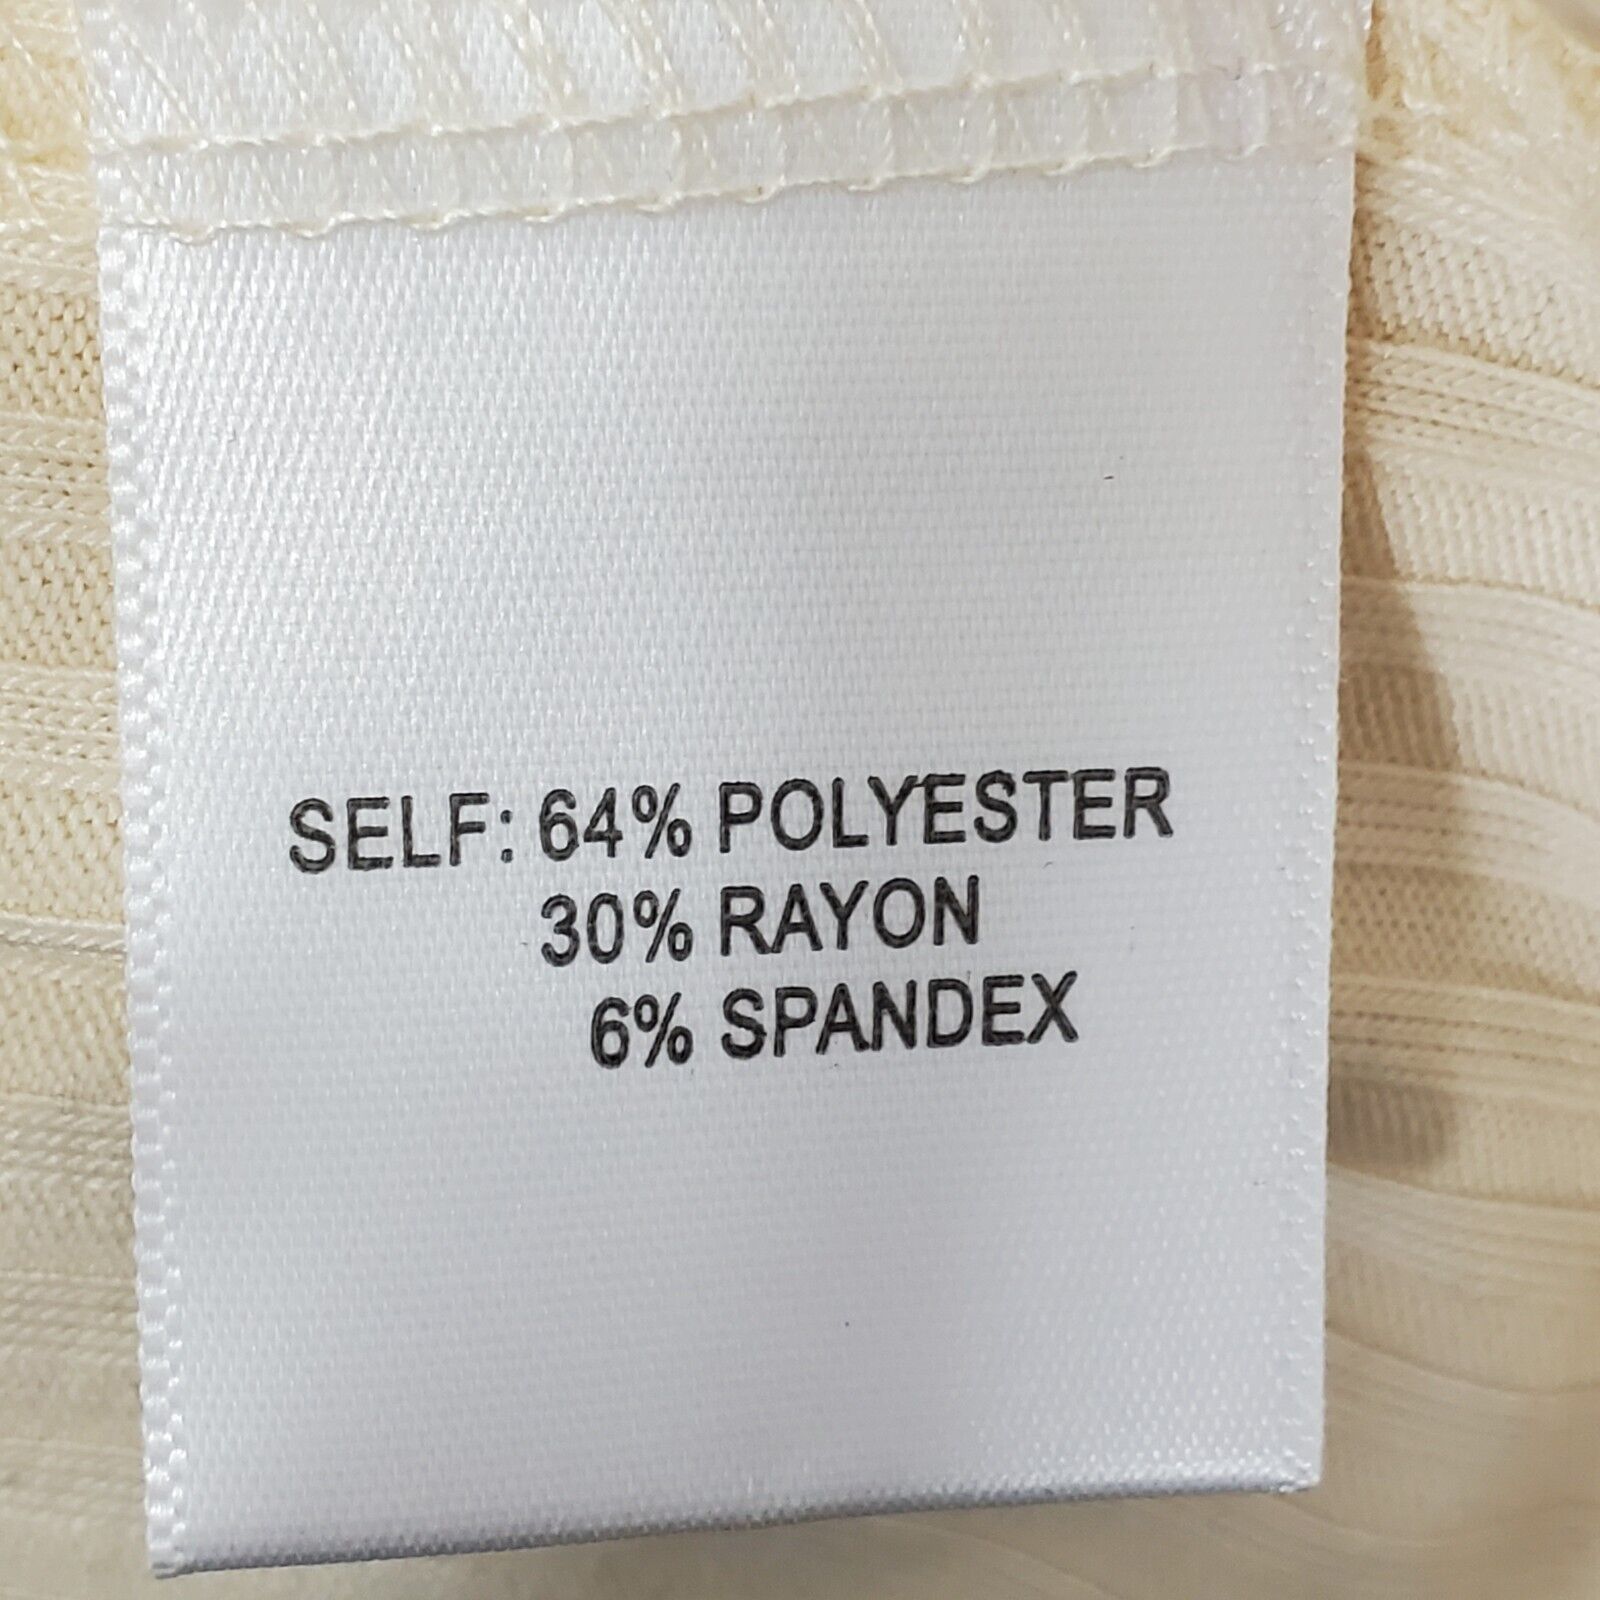 SELF: 64% POLYESTER
30% RAYON
6% SPANDEX